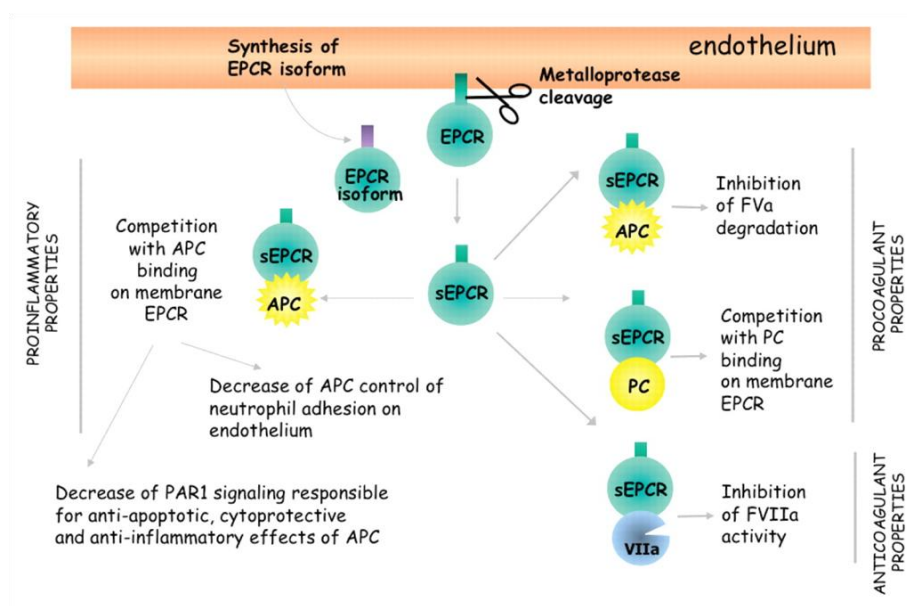 endothelium
Synthesis of
EPCR isoform
Metalloprotease
cleavage
EPCR
EPCR
isoform
sEPCR
PROINFLAMMATORY
PROPERTIES
Competition
with APC
binding
on membrane
EPCR
sEPCR
APC
Decrease of APC control of
neutrophil adhesion on
endothelium
Decrease of PAR1 signaling responsible
for anti-apoptotic, cytoprotective
and anti-inflammatory effects of APC
sEPCR
APC
Inhibition
of FVa
degradation
sEPCR
PC
Competition
with PC
binding
on membrane
EPCR
PROCOAGULANT
PROPERTIES
sEPCR
VIIa
Inhibition
of FVIIa
activity
ANTICOAGULANT
PROPERTIES